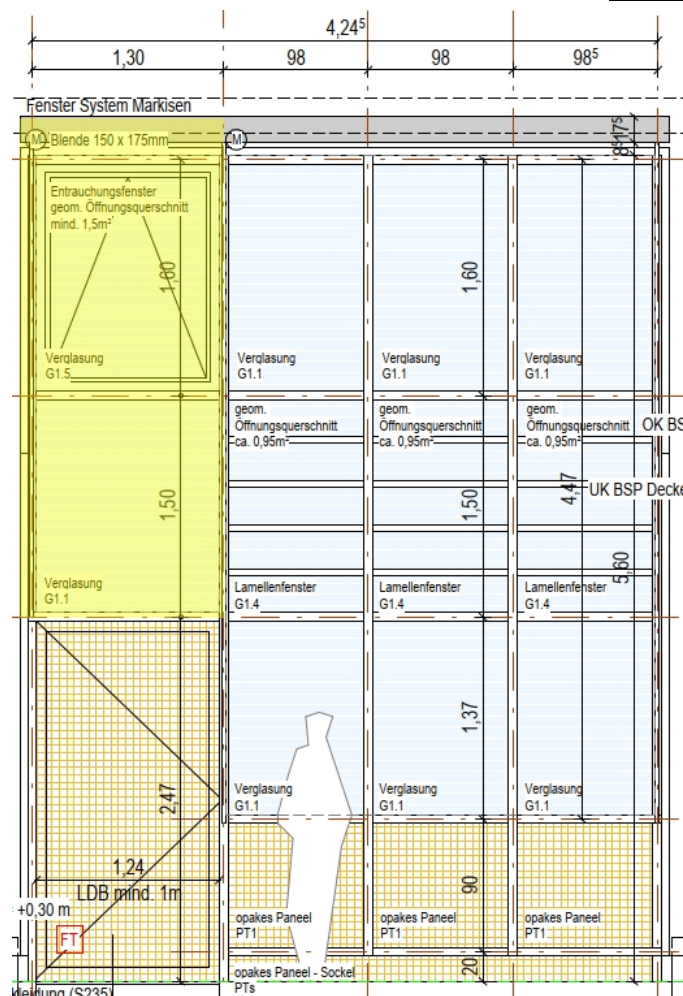 4,24⁵
1,30
98
98
98⁵
Fenster System Markisen
M
Blende 150 x 175mm
M
17⁵
8⁵
Entrauchungsfenster
geom. Öffnungsquerschnitt
mind. 1,5m²
1,60
1,60
Verglasung
G1.5
Verglasung
G1.1
Verglasung
G1.1
Verglasung
G1.1
geom.
Öffnungsquerschnitt
ca. 0,95m²
geom.
Öffnungsquerschnitt
ca. 0,95m²
geom.
Öffnungsquerschnitt
ca. 0,95m²
OK BS
UK BSP Decke
1,50
1,50
4,47
5,60
Verglasung
G1.1
Lamellenfenster
G1.4
Lamellenfenster
G1.4
Lamellenfenster
G1.4
1,37
2,47
Verglasung
G1.1
Verglasung
G1.1
Verglasung
G1.1
1,24
LDB mind. 1m
90
+0,30 m
FT
opakes Paneel
PT1
opakes Paneel
PT1
opakes Paneel
PT1
20
opakes Paneel - Sockel
PTs
kleidung (S235)